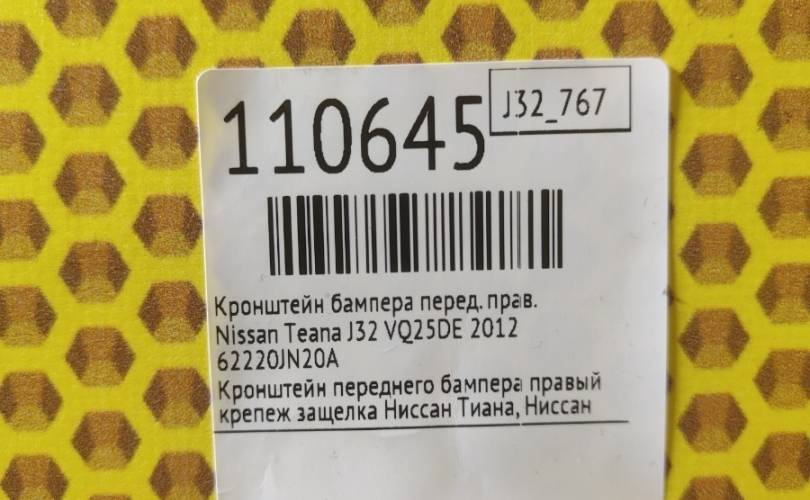 110645
J32_767
Кронштейн бампера перед. прав.
Nissan Teana J32 VQ25DE 2012
62220JN20A
Кронштейн переднего бампера правый
крепеж защелка Ниссан Тиана, Ниссан